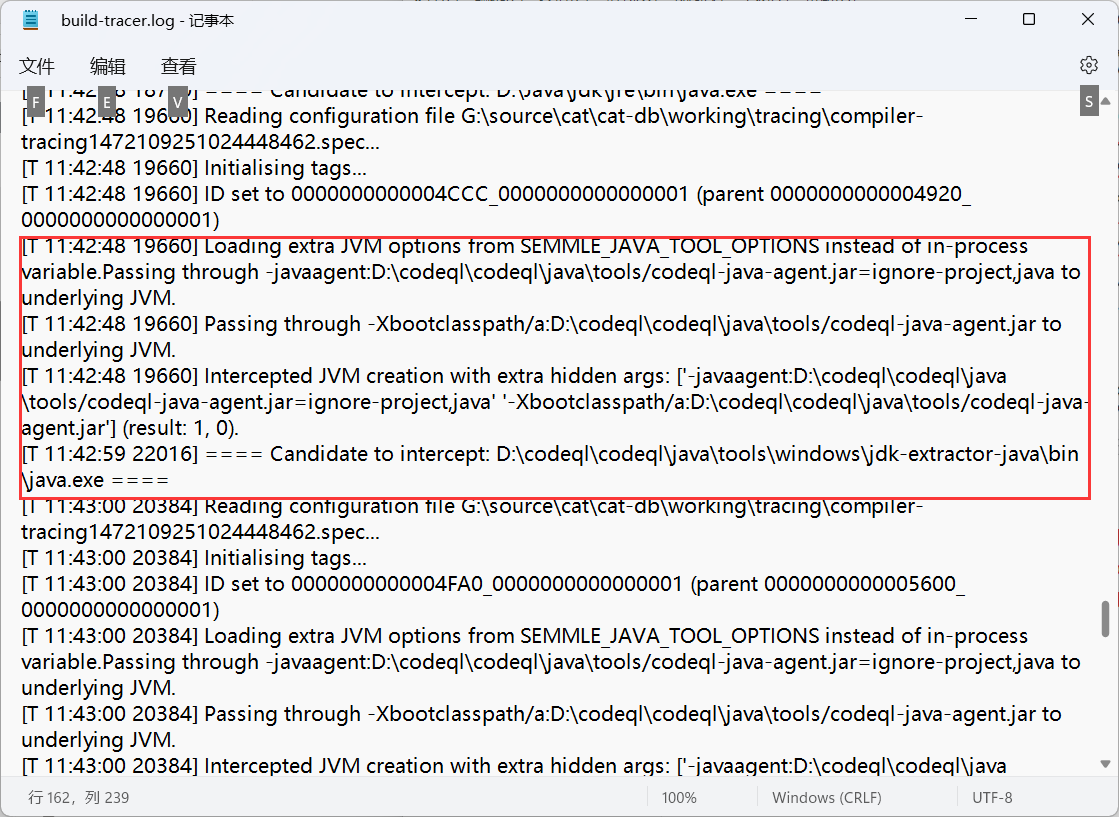 build-tracer.log - 记事本
文件 编辑 查看
F E V S
==== Candidate to intercept: D:\java\jdk\jre\bin\java.exe ====
[T 11:42:48 19660] Reading configuration file G:\source\cat\cat-db\working\tracing\compiler-
tracing1472109251024448462.spec...
[T 11:42:48 19660] Initialising tags...
[T 11:42:48 19660] ID set to 0000000000004CCC_0000000000000001 (parent 0000000000004920_
0000000000000001)
[T 11:42:48 19660] Loading extra JVM options from SEMMLE_JAVA_TOOL_OPTIONS instead of in-process
variable.Passing through -javaagent:D:\codeql\codeql\java\tools/codeql-java-agent.jar=ignore-project,java to
underlying JVM.
[T 11:42:48 19660] Passing through -Xbootclasspath/a:D:\codeql\codeql\java\tools/codeql-java-agent.jar to
underlying JVM.
[T 11:42:48 19660] Intercepted JVM creation with extra hidden args: ['-javaagent:D:\codeql\codeql\java
\tools/codeql-java-agent.jar=ignore-project,java' '-Xbootclasspath/a:D:\codeql\codeql\java\tools/codeql-java-
agent.jar'] (result: 1, 0).
[T 11:42:59 22016] ==== Candidate to intercept: D:\codeql\codeql\java\tools\windows\jdk-extractor-java\bin
\java.exe ====
[T 11:43:00 20384] Reading configuration file G:\source\cat\cat-db\working\tracing\compiler-
tracing1472109251024448462.spec...
[T 11:43:00 20384] Initialising tags...
[T 11:43:00 20384] ID set to 0000000000004FA0_0000000000000001 (parent 0000000000005600_
0000000000000001)
[T 11:43:00 20384] Loading extra JVM options from SEMMLE_JAVA_TOOL_OPTIONS instead of in-process
variable.Passing through -javaagent:D:\codeql\codeql\java\tools/codeql-java-agent.jar=ignore-project,java to
underlying JVM.
[T 11:43:00 20384] Passing through -Xbootclasspath/a:D:\codeql\codeql\java\tools/codeql-java-agent.jar to
underlying JVM.
[T 11:43:00 20384] Intercepted JVM creation with extra hidden args: ['-javaagent:D:\codeql\codeql\java
行 162，列 239 100% Windows (CRLF) UTF-8